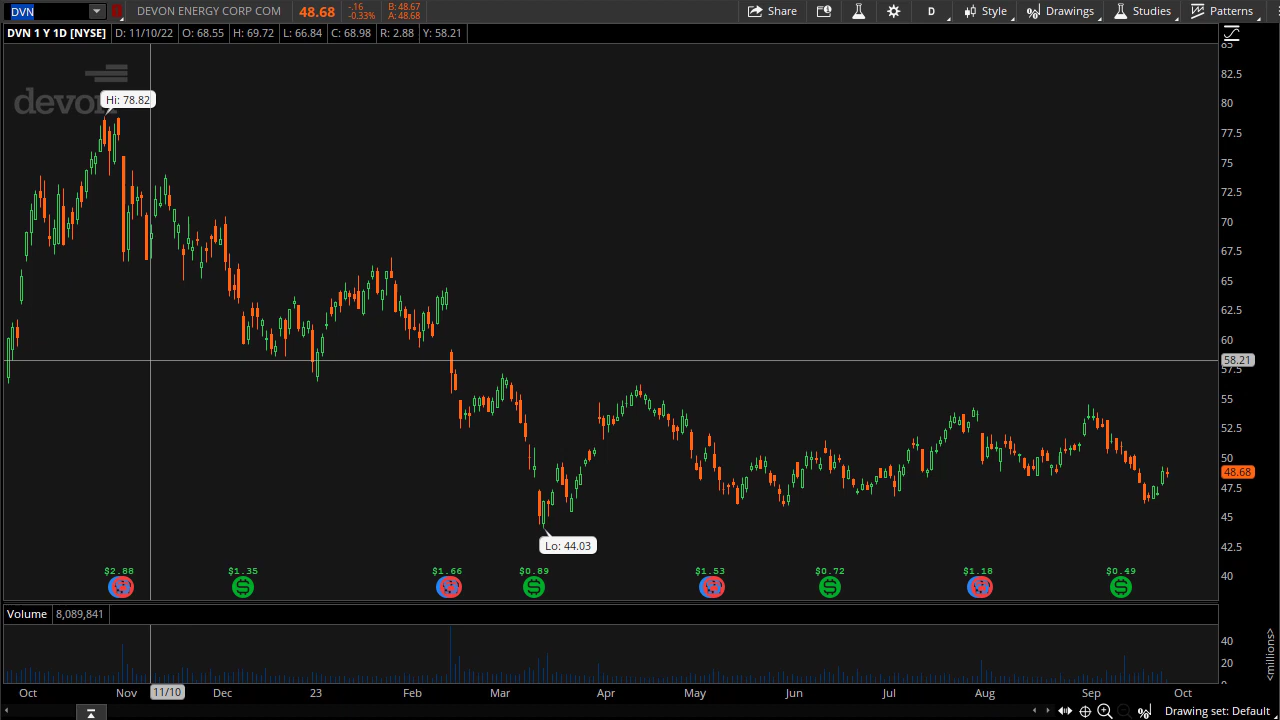 DVN DEVON ENERGY CORP COM 48.68 -.16 B: 48.67 Share D Style Drawings Studies Patterns
-0.33% A: 48.68
DVN 1 Y 1D [NYSE] D: 11/10/22 O: 68.55 H: 69.72 L: 66.84 C: 68.98 R: 2.88 Y: 58.21
85
82.5
devon
Hi: 78.82
80
77.5
75
72.5
70
67.5
65
62.5
60
58.21
57.5
55
52.5
50
48.68
47.5
45
Lo: 44.03
42.5
40
$2.88 $1.35 $1.66 $0.89 $1.53 $0.72 $1.18 $0.49
Volume 8,089,841
40
20
0
<millions>
Oct Nov 11/10 Dec 23 Feb Mar Apr May Jun Jul Aug Sep Oct
Drawing set: Default